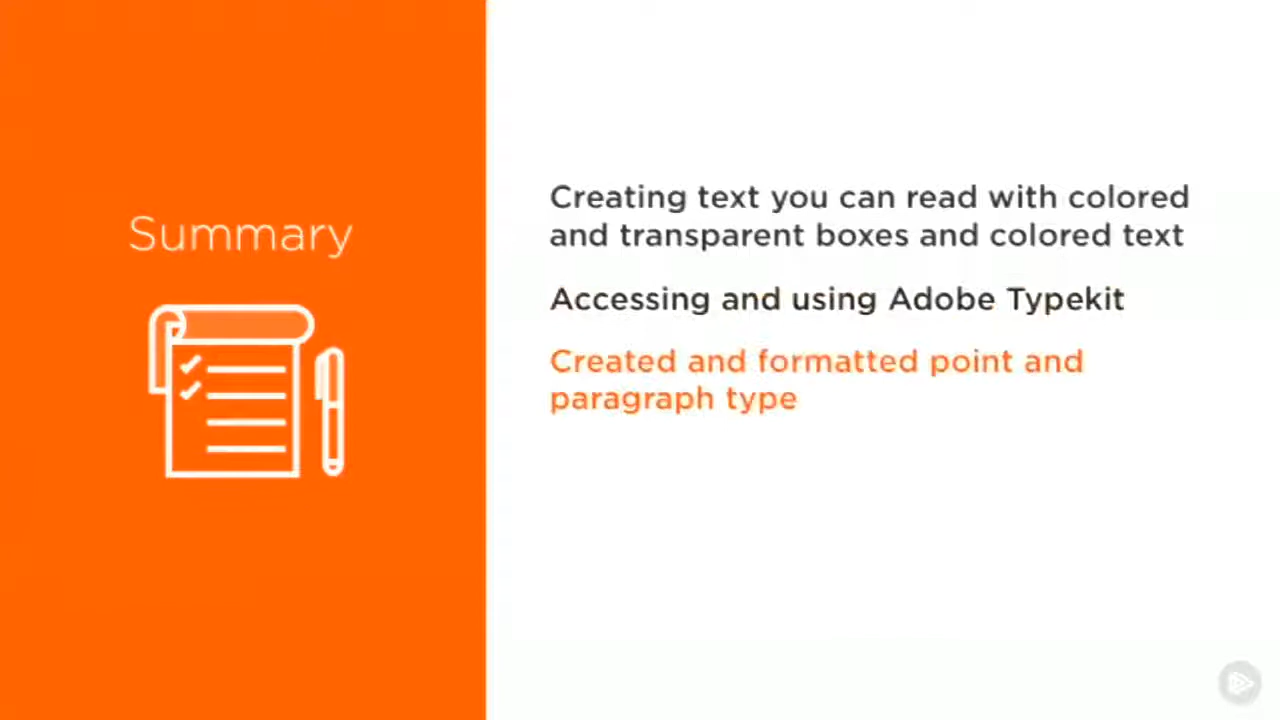 Summary
Creating text you can read with colored
and transparent boxes and colored text
Accessing and using Adobe Typekit
Created and formatted point and
paragraph type